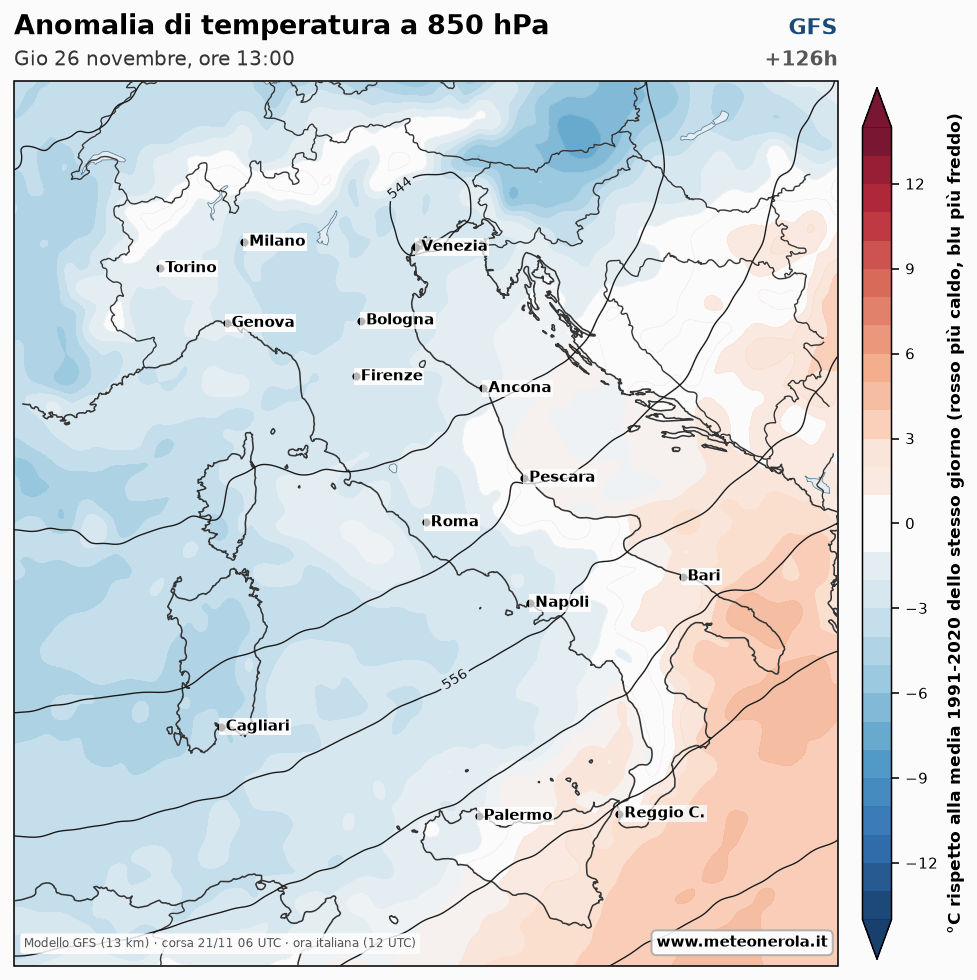 Anomalia di temperatura a 850 hPa
GFS
Gio 26 novembre, ore 13:00
+126h
544
Milano
Venezia
Torino
Genova
Bologna
Firenze
Ancona
Pescara
Roma
Bari
Napoli
556
Cagliari
Palermo
Reggio C.
12
9
6
3
0
−3
−6
−9
−12
°C rispetto alla media 1991-2020 dello stesso giorno (rosso più caldo, blu più freddo)
Modello GFS (13 km) · corsa 21/11 06 UTC · ora italiana (12 UTC)
www.meteonerola.it